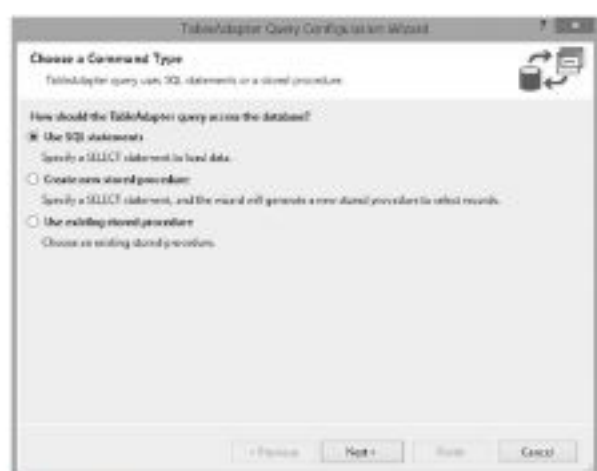 TableAdapter Query Configuration Wizard
?
Choose a Command Type
TableAdapter query uses SQL statements or a stored procedure.
How should the TableAdapter query access the database?
Use SQL statements
Specify a SELECT statement to load data.
Create new stored procedure
Specify a SELECT statement, and the wizard will generate a new stored procedure to select records.
Use existing stored procedure
Choose an existing stored procedure.
< Previous
Next >
Finish
Cancel